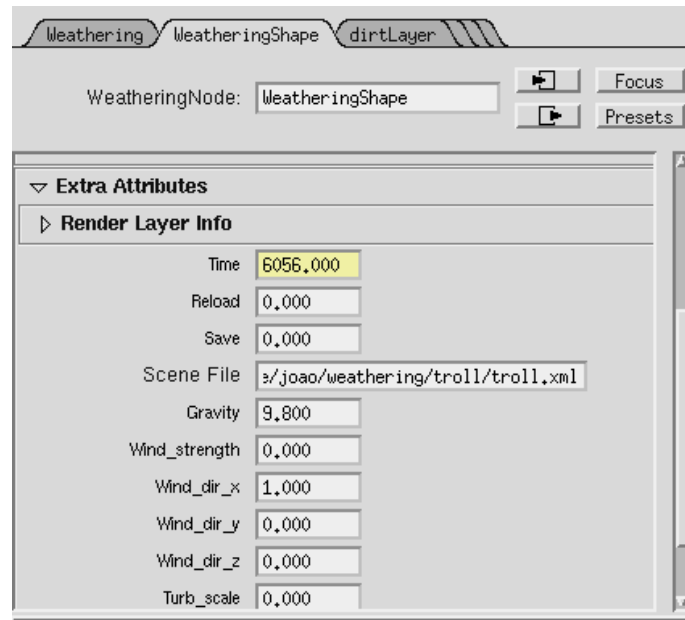 Weathering WeatheringShape dirtLayer
WeatheringNode: WeatheringShape
Focus
Presets
Extra Attributes
Render Layer Info
Time 6056.000
Reload 0.000
Save 0.000
Scene File e/joao/weathering/troll/troll.xml
Gravity 9.800
Wind_strength 0.000
Wind_dir_x 1.000
Wind_dir_y 0.000
Wind_dir_z 0.000
Turb_scale 0.000